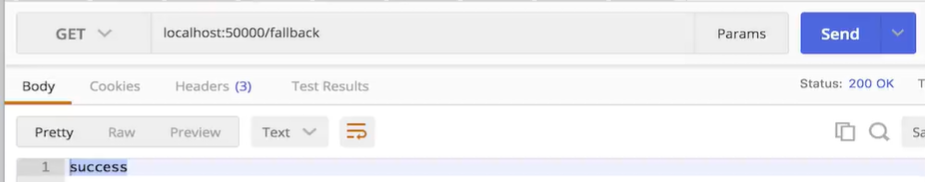 GET localhost:50000/fallback Params Send
Body Cookies Headers (3) Test Results Status: 200 OK
Pretty Raw Preview Text
1 success